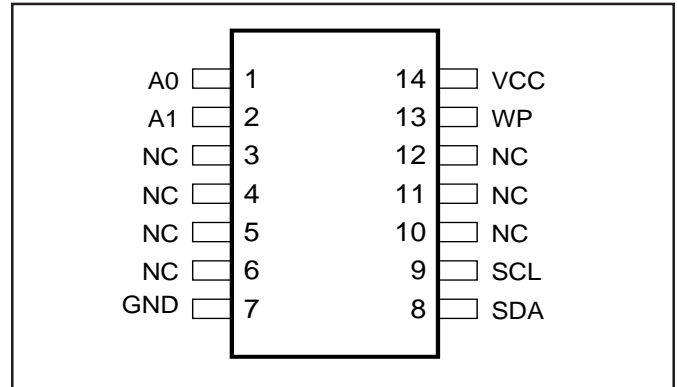 A0 1 14 VCC
A1 2 13 WP
NC 3 12 NC
NC 4 11 NC
NC 5 10 NC
NC 6 9 SCL
GND 7 8 SDA